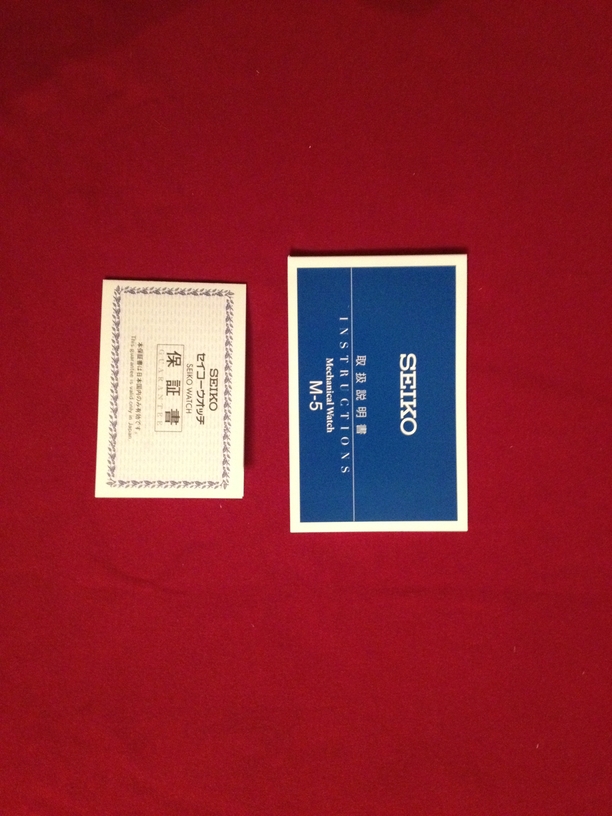 SEIKO
取扱説明書
INSTRUCTIONS
Mechanical Watch
M-5
SEIKO
セイコーウオッチ
SEIKO WATCH
保証書
GUARANTEE
本保証書は日本国内のみ有効です。
This guarantee is valid only in Japan.